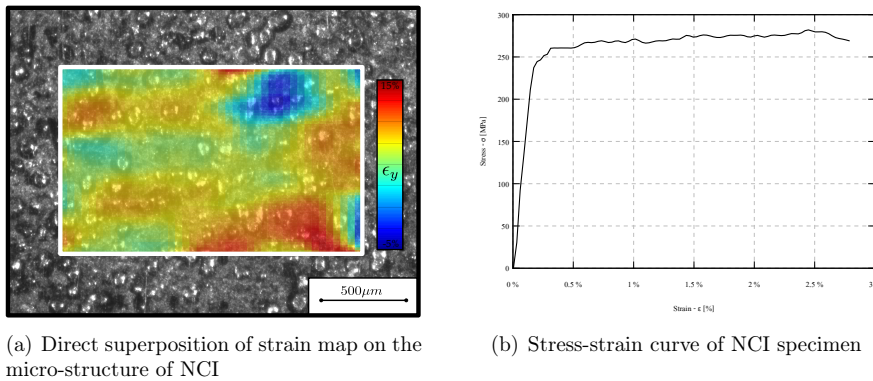 15%
ϵy
-5%
500μm
300
250
200
150
100
50
0
Stress - σ [MPa]
0 %
0.5 %
1 %
1.5 %
2 %
2.5 %
3
Strain - ε [%]
(a) Direct superposition of strain map on the
micro-structure of NCI
(b) Stress-strain curve of NCI specimen